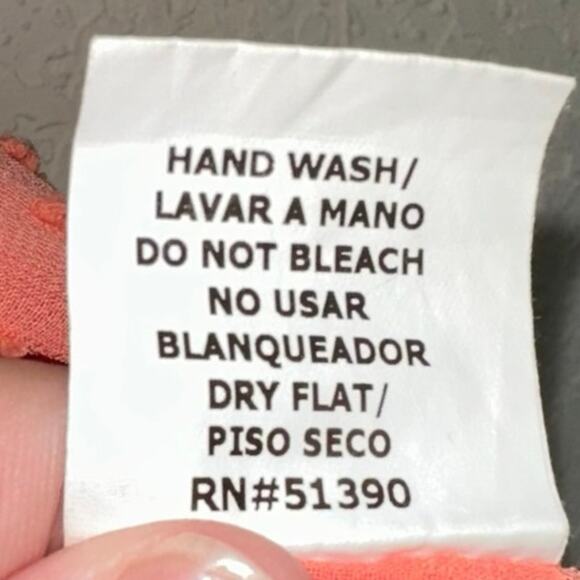 HAND WASH/
LAVAR A MANO
DO NOT BLEACH
NO USAR
BLANQUEADOR
DRY FLAT/
PISO SECO
RN#51390